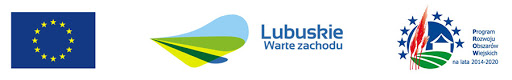 Lubuskie
Warte zachodu
Program
Rozwoju
Obszarów
Wiejskich
na lata 2014-2020